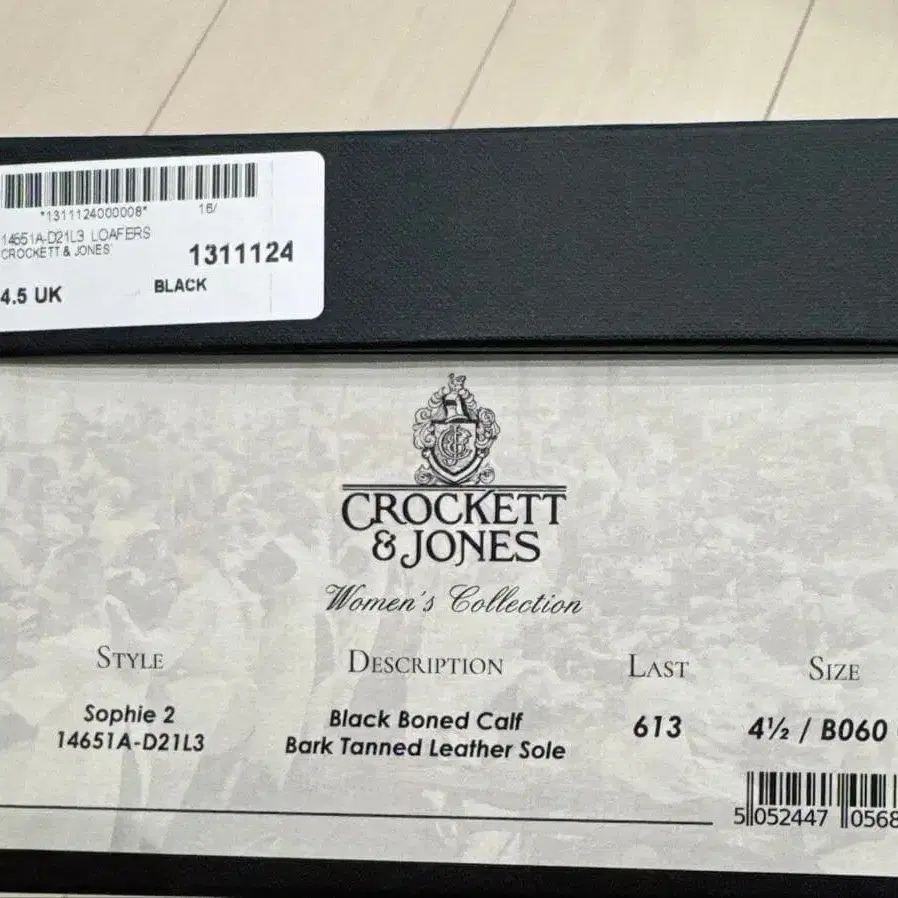 *1311124000008* 16/
14651A-D21L3 LOAFERS
CROCKETT & JONES
1311124
4.5 UK BLACK
CROCKETT
& JONES
Women's Collection
STYLE DESCRIPTION LAST SIZE
Sophie 2 Black Boned Calf 613 4½ / B060
14651A-D21L3 Bark Tanned Leather Sole
5 052447 0568